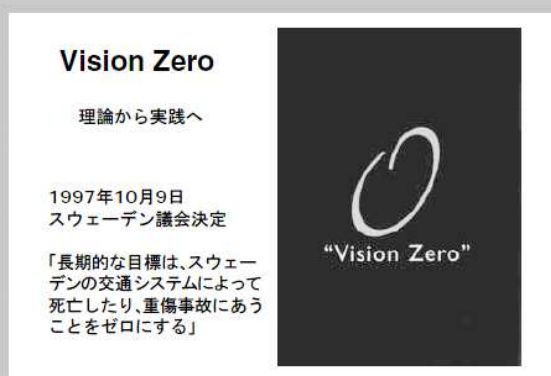 Vision Zero
理論から実践へ
1997年10月9日
スウェーデン議会決定
「長期的な目標は、スウェー
デンの交通システムによって
死亡したり、重傷事故にあう
ことをゼロにする」
“Vision Zero”